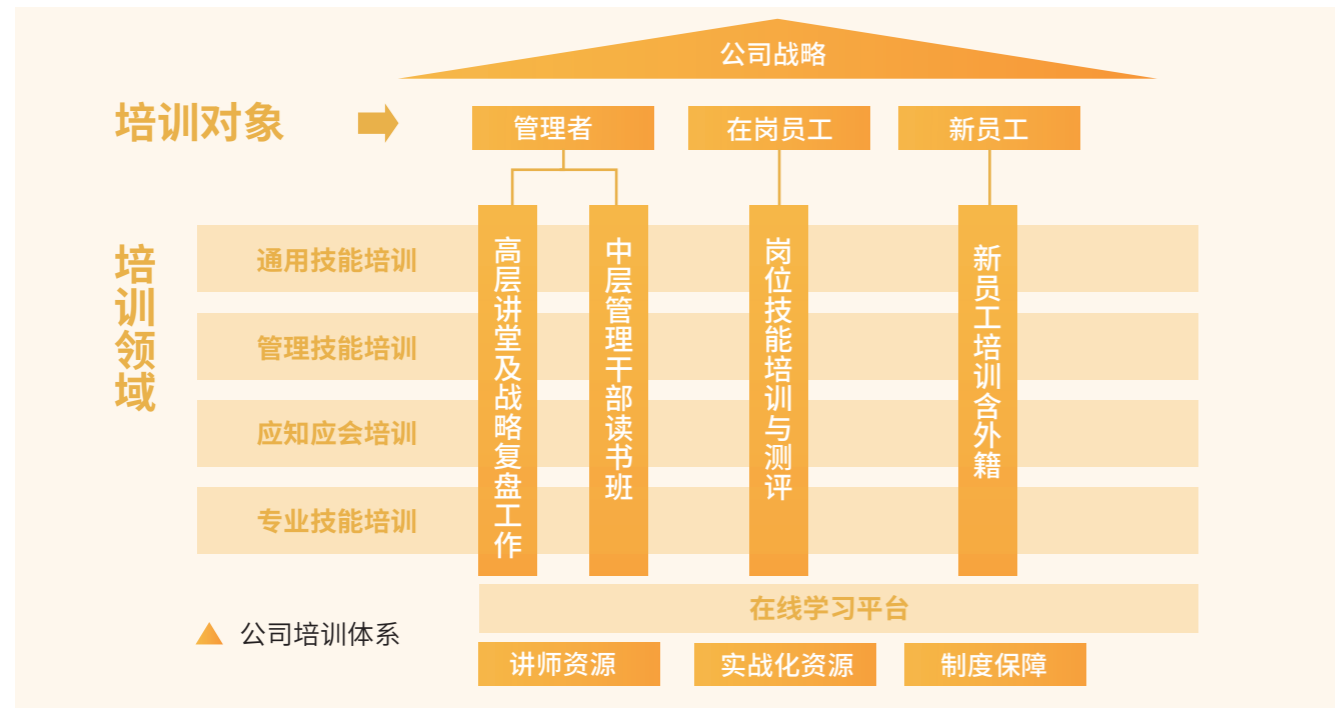 公司战略
培训对象
管理者
在岗员工
新员工
培训领域
通用技能培训
管理技能培训
应知应会培训
专业技能培训
高层讲堂及战略复盘工作
中层管理干部读书班
岗位技能培训与测评
新员工培训含外籍
在线学习平台
公司培训体系
讲师资源
实战化资源
制度保障